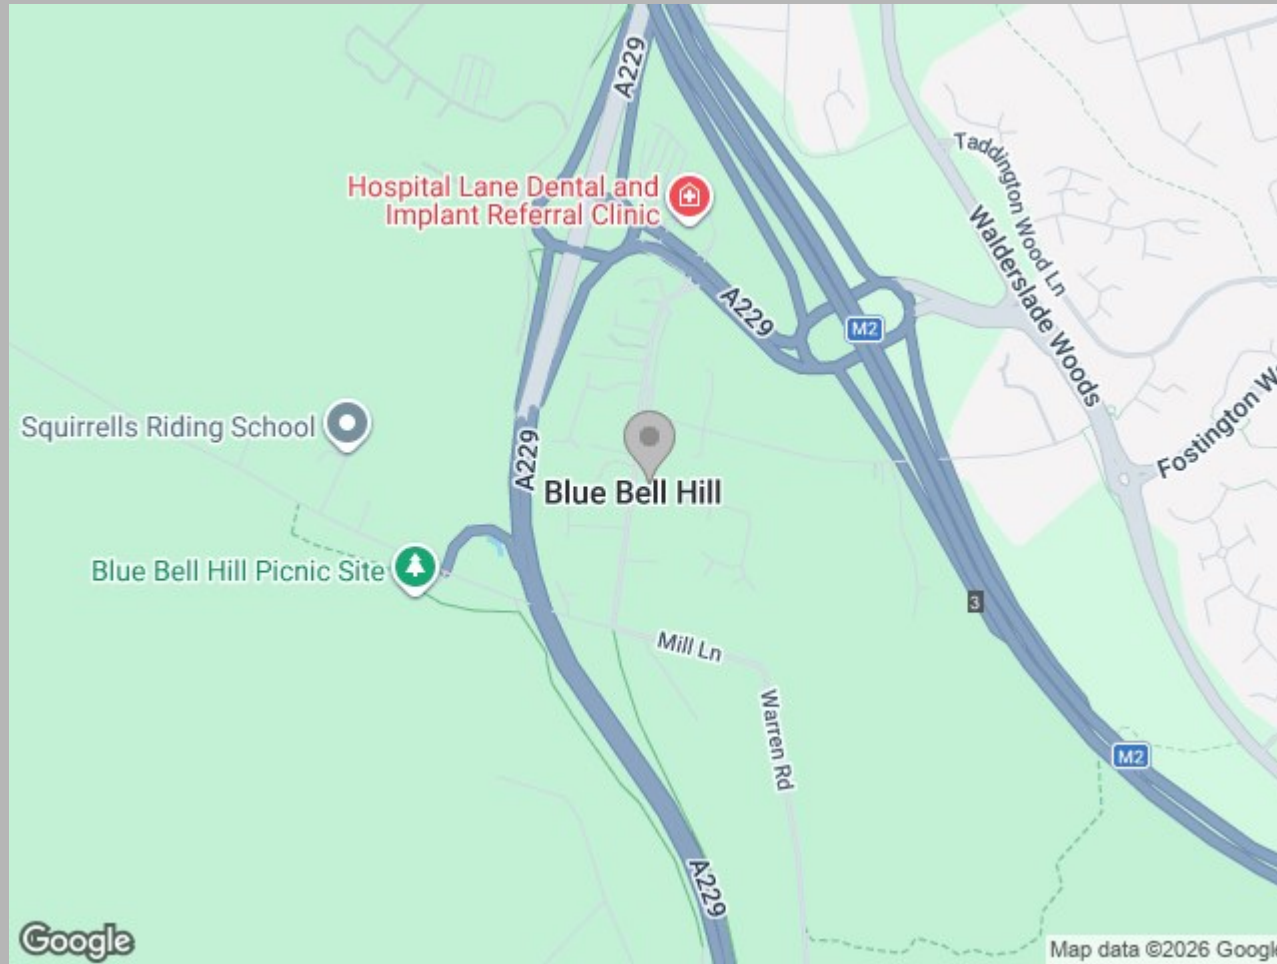 A229
Taddington Wood Ln
Hospital Lane Dental and
Implant Referral Clinic
Walderslade Woods
A229
M2
Squirrells Riding School
A229
Fostington Wa
Blue Bell Hill
Blue Bell Hill Picnic Site
3
Mill Ln
Warren Rd
M2
A229
Google
Map data ©2026 Google